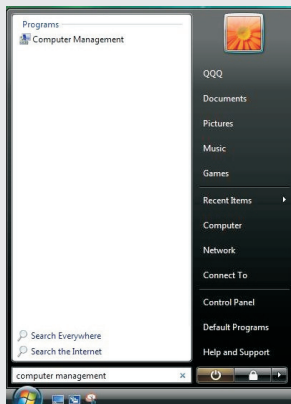 Programs
Computer Management
Search Everywhere
Search the Internet
computer management
QQQ
Documents
Pictures
Music
Games
Recent Items
Computer
Network
Connect To
Control Panel
Default Programs
Help and Support